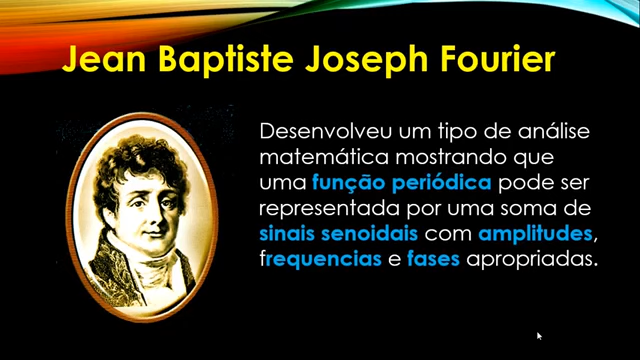 Jean Baptiste Joseph Fourier
Desenvolveu um tipo de análise
matemática mostrando que
uma função periódica pode ser
representada por uma soma de
sinais senoidais com amplitudes,
frequencias e fases apropriadas.